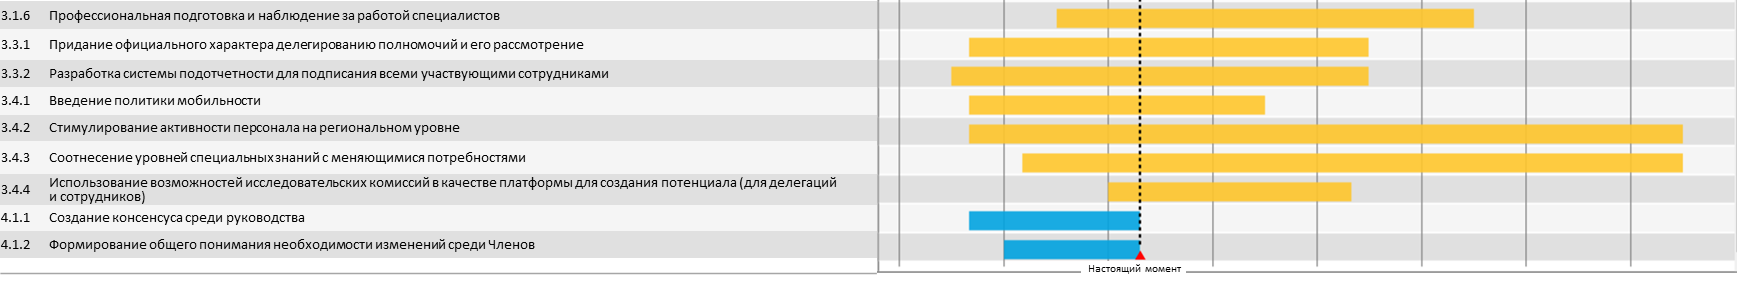 3.1.6 Профессиональная подготовка и наблюдение за работой специалистов
3.3.1 Придание официального характера делегированию полномочий и его рассмотрение
3.3.2 Разработка системы подотчетности для подписания всеми участвующими сотрудниками
3.4.1 Введение политики мобильности
3.4.2 Стимулирование активности персонала на региональном уровне
3.4.3 Соотнесение уровней специальных знаний с меняющимися потребностями
3.4.4 Использование возможностей исследовательских комиссий в качестве платформы для создания потенциала (для делегаций
и сотрудников)
4.1.1 Создание консенсуса среди руководства
4.1.2 Формирование общего понимания необходимости изменений среди Членов
Настоящий момент